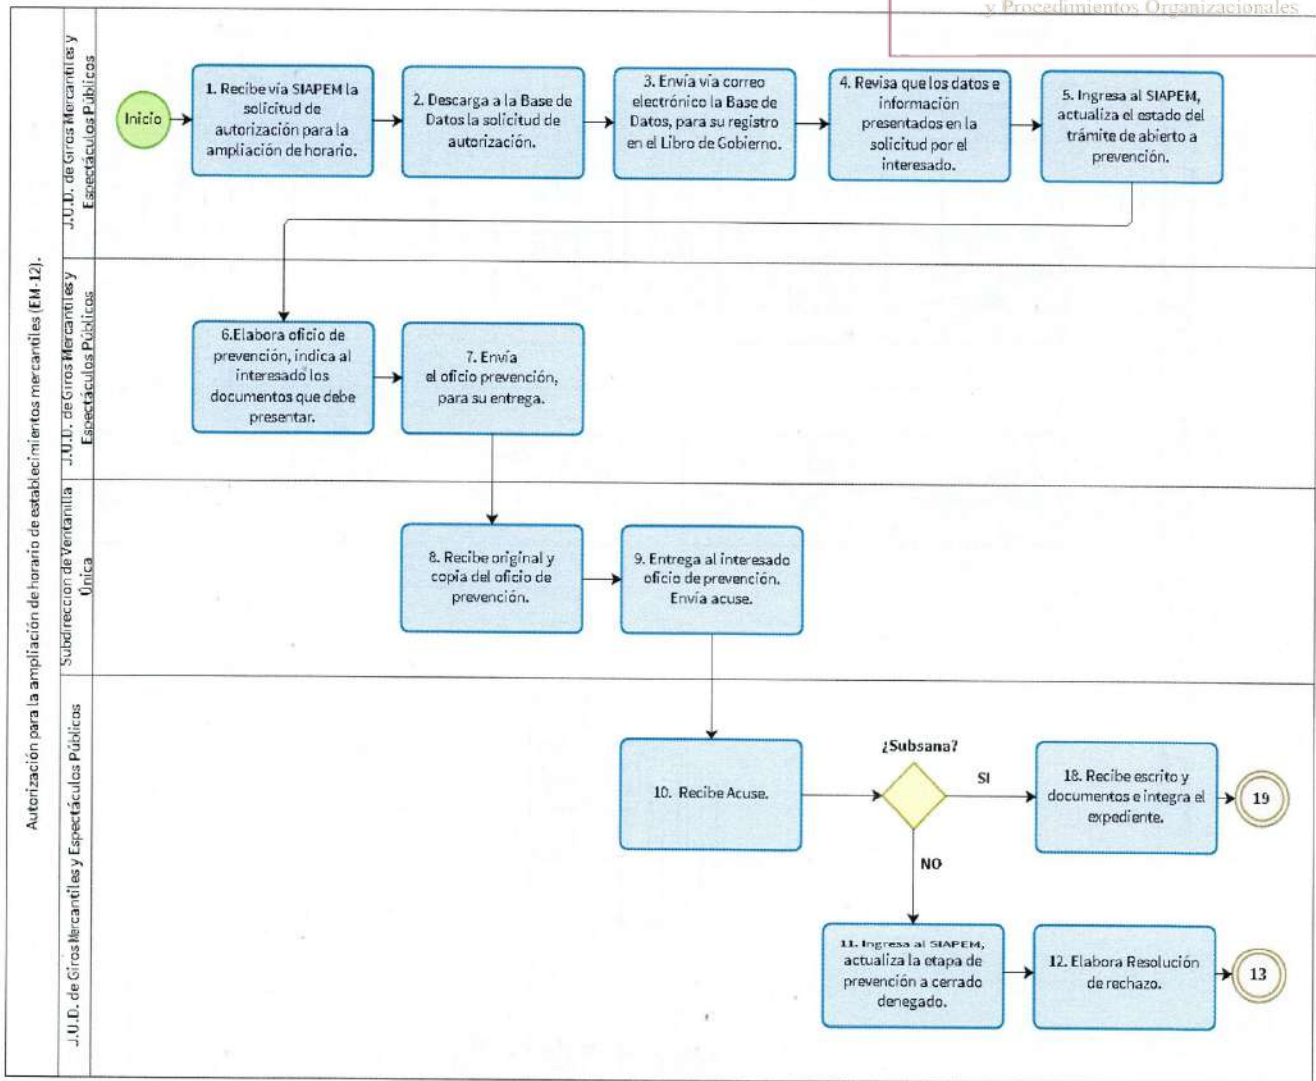 y Procedimientos Organizacionales
Autorización para la ampliación de horario de establecimientos mercantiles (EM-12).
J.U.D. de Giros Mercantiles y
Espectáculos Públicos
Inicio
1. Recibe vía SIAPEM la
solicitud de
autorización para la
ampliación de horario.
2. Descarga a la Base de
Datos la solicitud de
autorización.
3. Envía vía correo
electrónico la Base de
Datos, para su registro
en el Libro de Gobierno.
4. Revisa que los datos e
información
presentados en la
solicitud por el
interesado.
5. Ingresa al SIAPEM,
actualiza el estado del
trámite de abierto a
prevención.
J.U.D. de Giros Mercantiles y
Espectáculos Públicos
6.Elabora oficio de
prevención, indica al
interesado los
documentos que debe
presentar.
7. Envía
el oficio prevención,
para su entrega.
Subdireccion de Ventanilla
Única
8. Recibe original y
copia del oficio de
prevención.
9. Entrega al interesado
oficio de prevención.
Envía acuse.
J.U.D. de Giros Mercantiles y Espectáculos Públicos
10. Recibe Acuse.
¿Subsana?
SI
18. Recibe escrito y
documentos e integra el
expediente.
19
NO
11. Ingresa al SIAPEM,
actualiza la etapa de
prevención a cerrado
denegado.
12. Elabora Resolución
de rechazo.
13